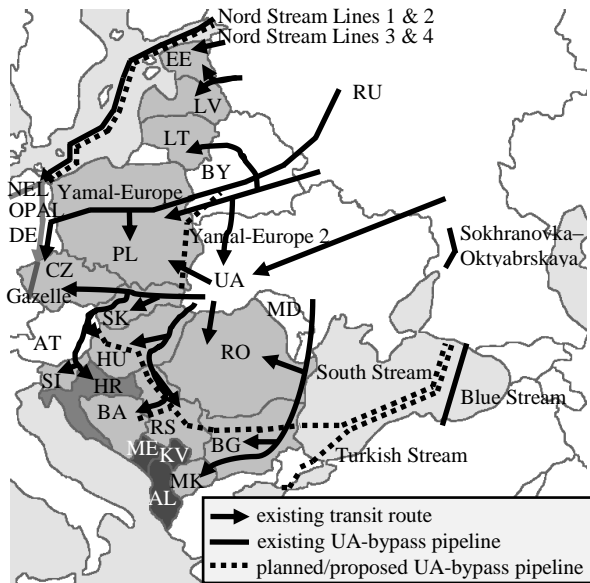 Nord Stream Lines 1 & 2
Nord Stream Lines 3 & 4
EE
RU
LV
LT
BY
NEL
Yamal-Europe
OPAL
DE
Yamal-Europe 2
PL
Sokhranovka–
Oktyabrskaya
CZ
UA
Gazelle
SK
MD
AT
HU
RO
SI
HR
South Stream
BA
Blue Stream
RS
BG
ME
KV
Turkish Stream
MK
AL
existing transit route
existing UA-bypass pipeline
planned/proposed UA-bypass pipeline